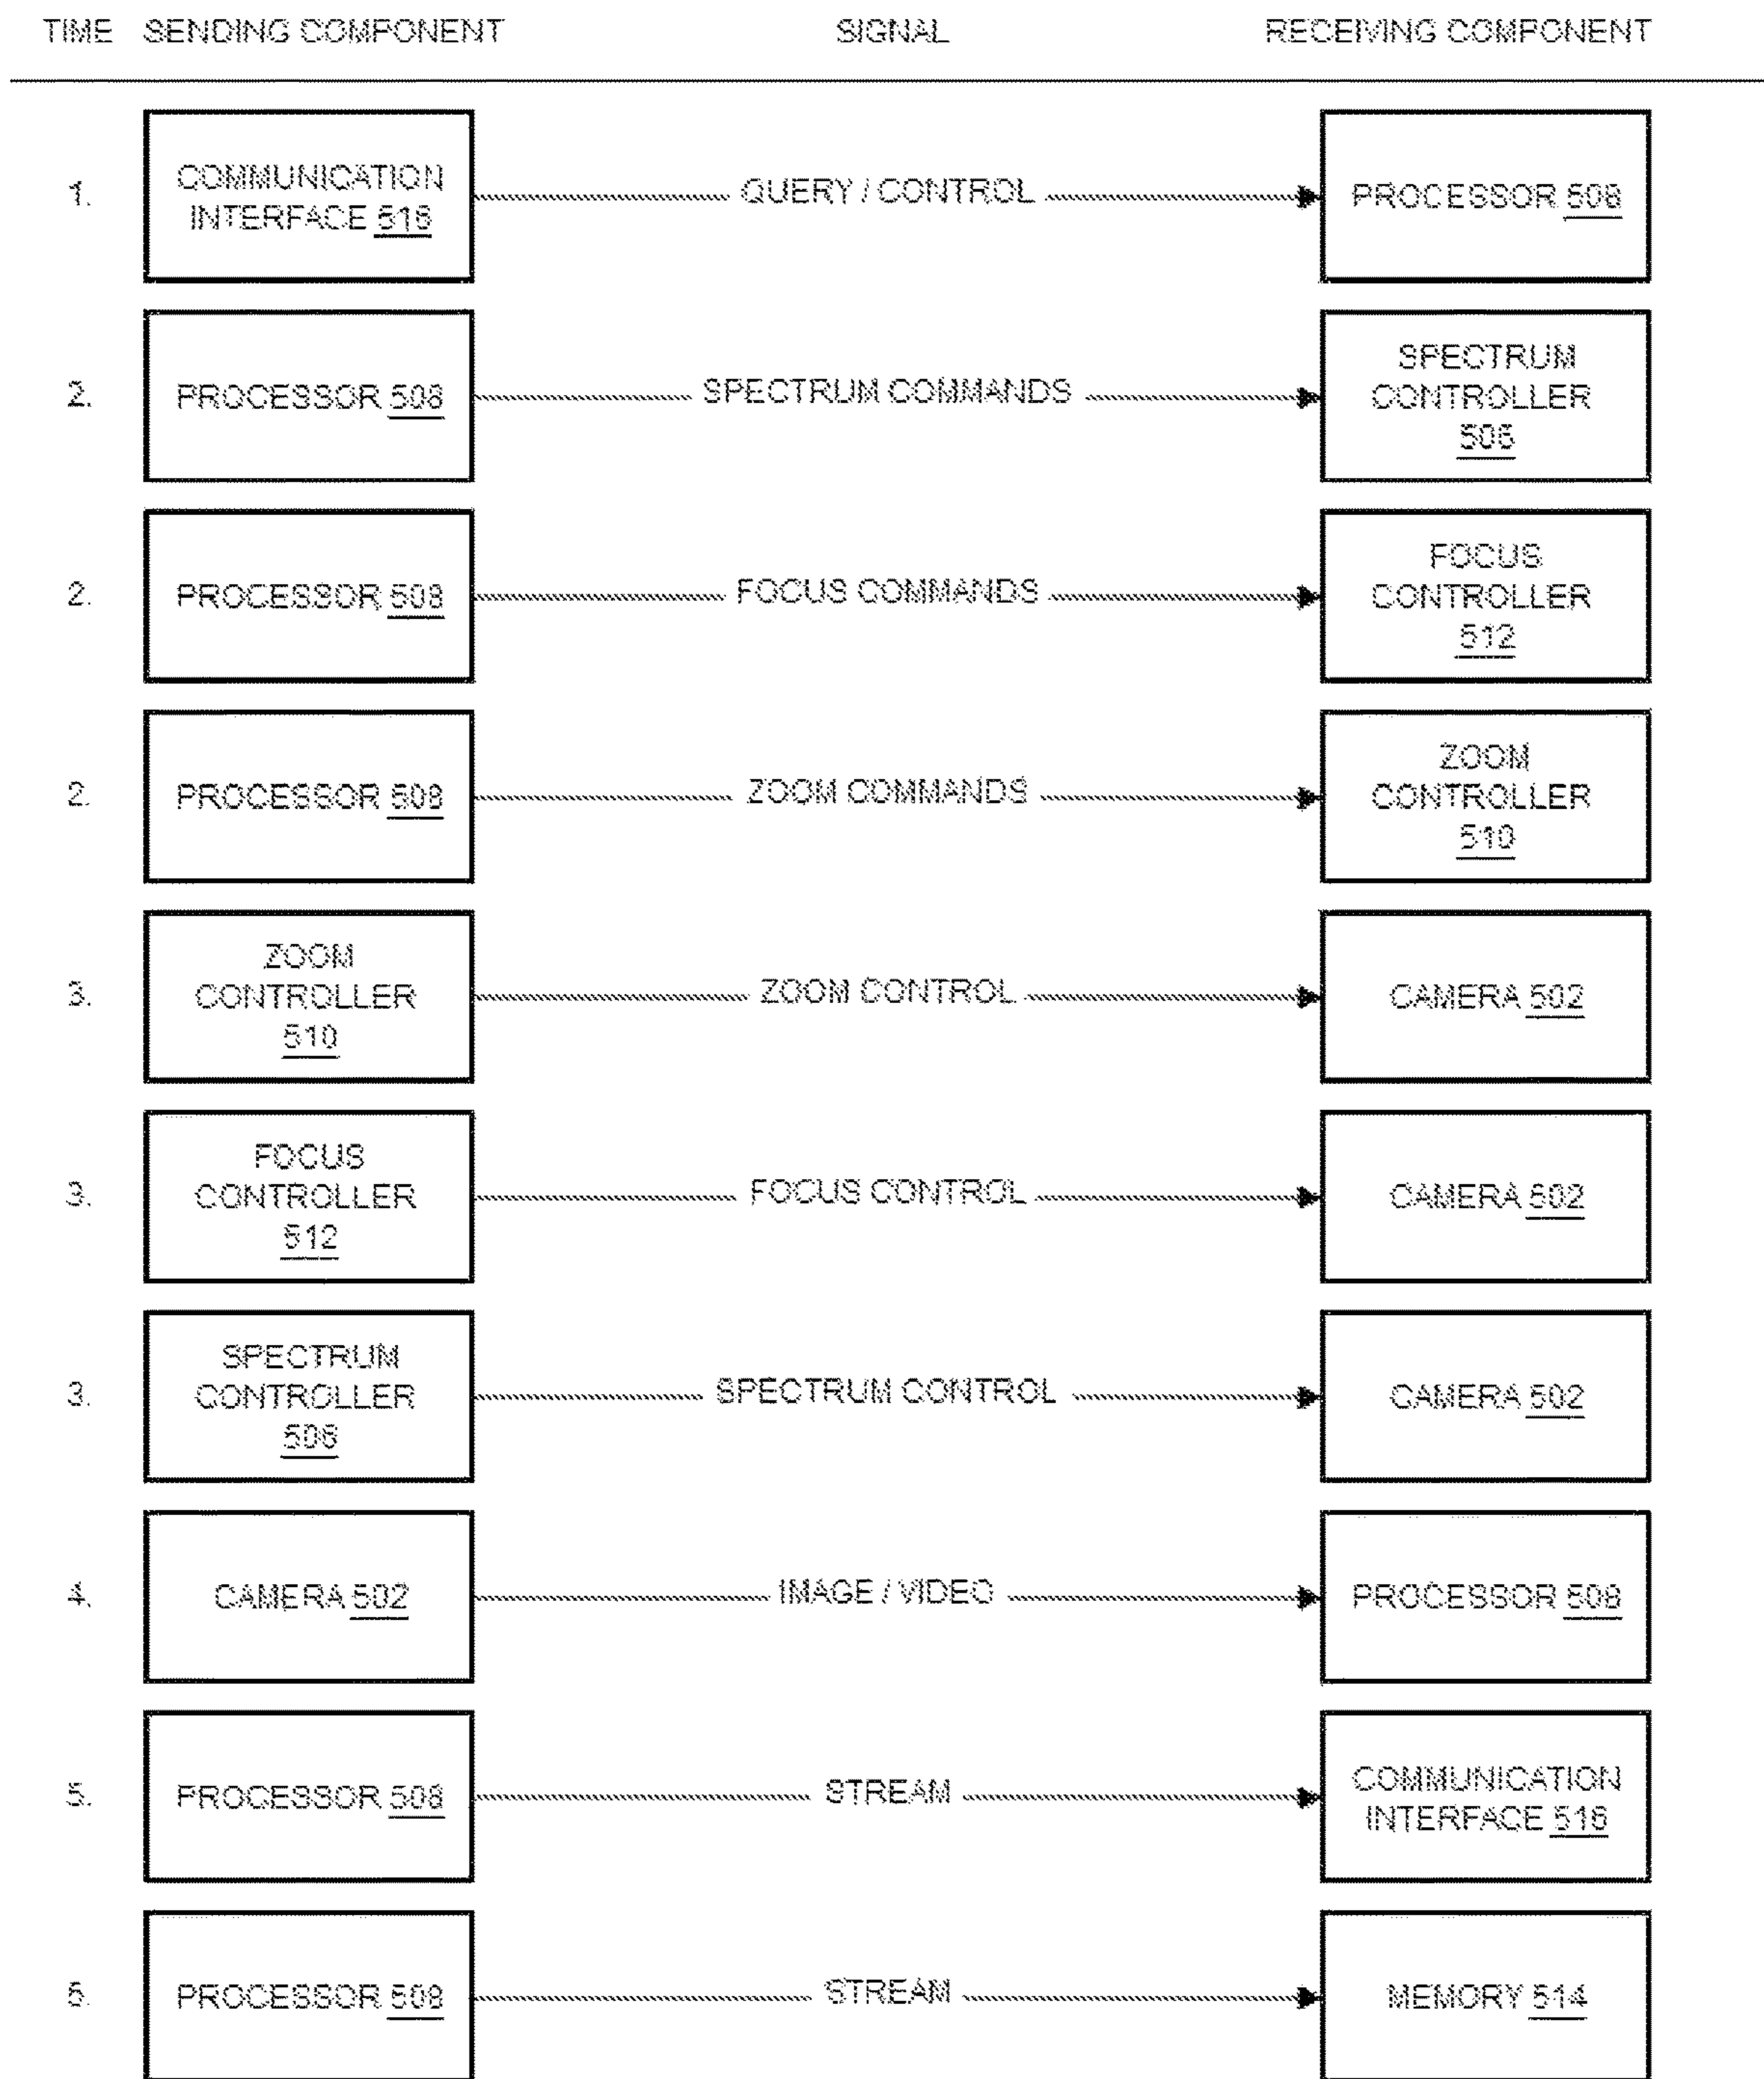 TIME SENDING COMPONENT SIGNAL RECEIVING COMPONENT
1. COMMUNICATION INTERFACE 516 QUERY / CONTROL PROCESSOR 508
2. PROCESSOR 508 SPECTRUM COMMANDS SPECTRUM CONTROLLER 506
2. PROCESSOR 508 FOCUS COMMANDS FOCUS CONTROLLER 512
2. PROCESSOR 508 ZOOM COMMANDS ZOOM CONTROLLER 510
3. ZOOM CONTROLLER 510 ZOOM CONTROL CAMERA 502
3. FOCUS CONTROLLER 512 FOCUS CONTROL CAMERA 502
3. SPECTRUM CONTROLLER 506 SPECTRUM CONTROL CAMERA 502
4. CAMERA 502 IMAGE / VIDEO PROCESSOR 508
5. PROCESSOR 508 STREAM COMMUNICATION INTERFACE 516
5. PROCESSOR 508 STREAM MEMORY 514